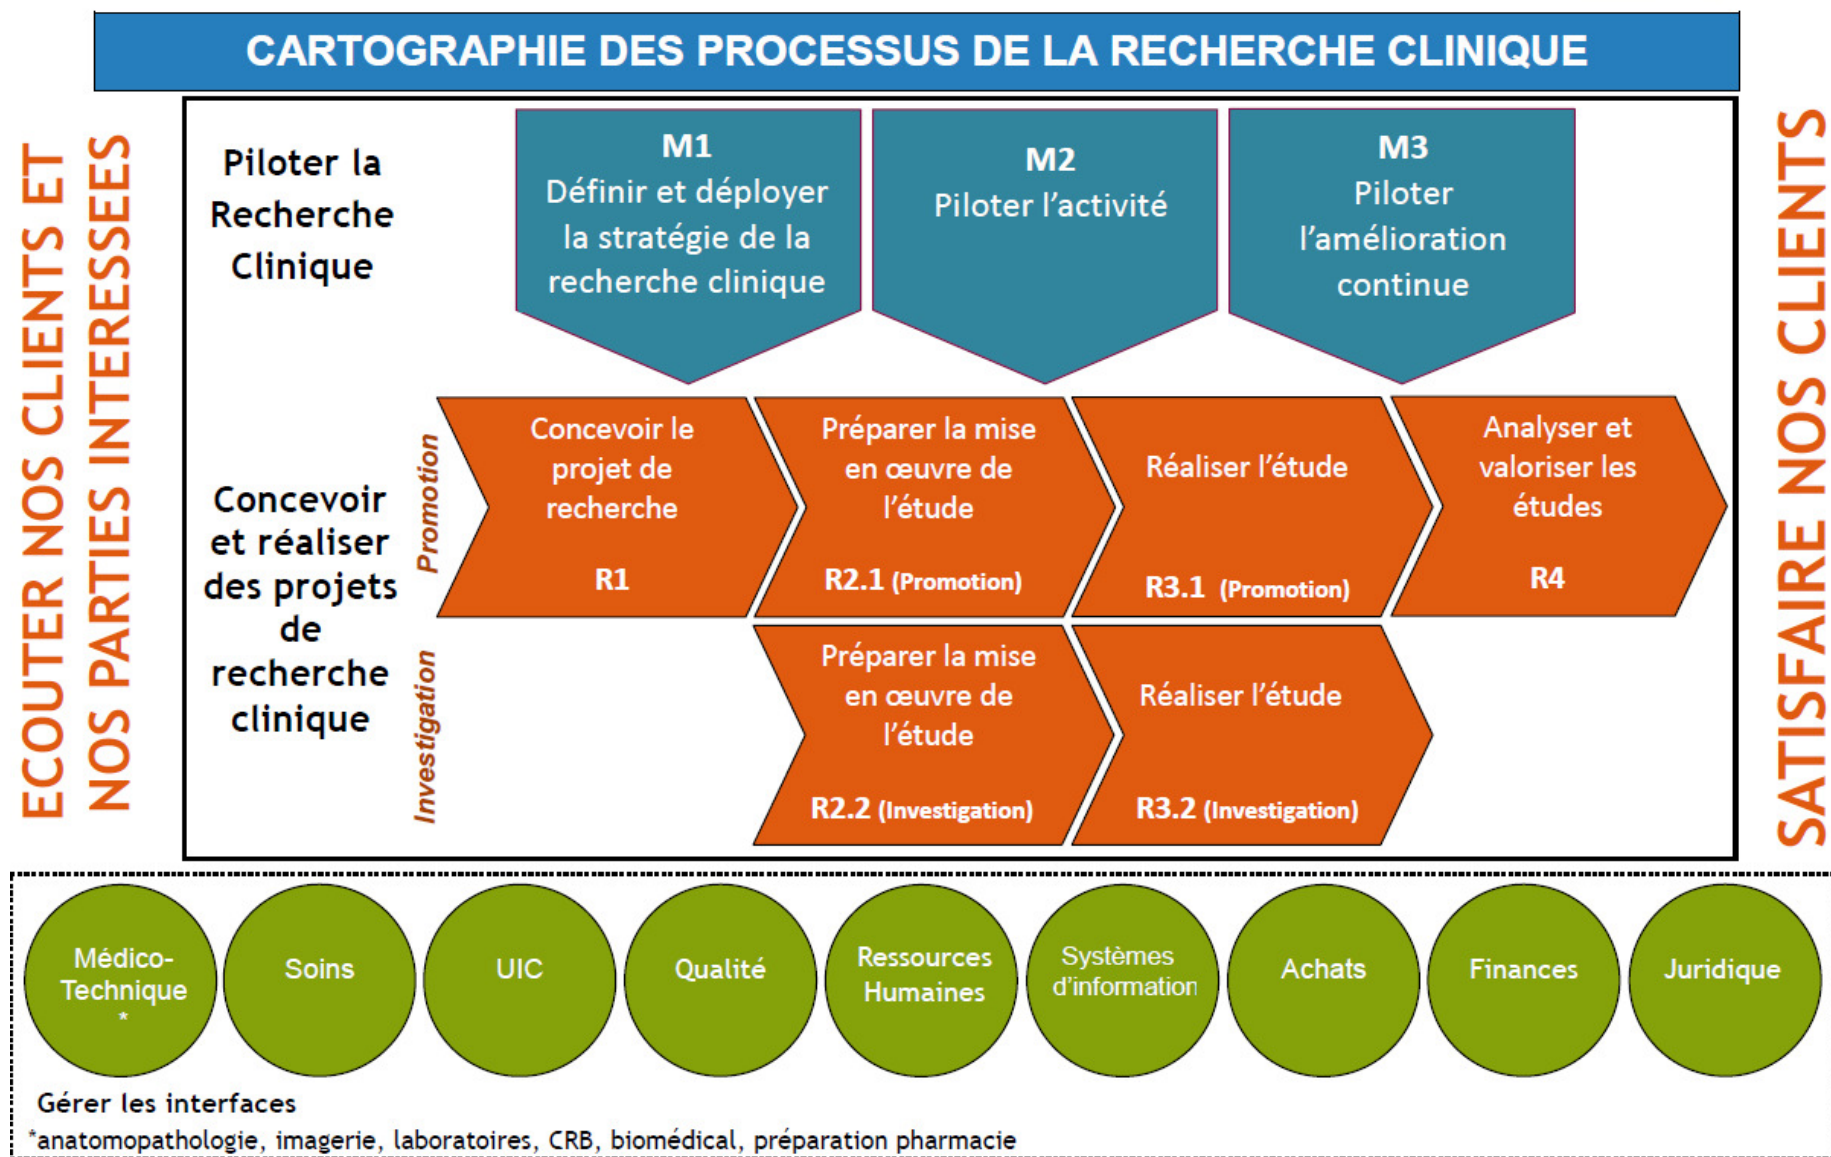 CARTOGRAPHIE DES PROCESSUS DE LA RECHERCHE CLINIQUE
ECOUTER NOS CLIENTS ET
NOS PARTIES INTERESSEES
Piloter la
Recherche
Clinique
M1
Définir et déployer
la stratégie de la
recherche clinique
M2
Piloter l’activité
M3
Piloter
l’amélioration
continue
Concevoir
et réaliser
des projets
de
recherche
clinique
Promotion
Concevoir le
projet de
recherche
R1
Préparer la mise
en œuvre de
l’étude
R2.1 (Promotion)
Réaliser l’étude
R3.1 (Promotion)
Analyser et
valoriser les
études
R4
Investigation
Préparer la mise
en œuvre de
l’étude
R2.2 (Investigation)
Réaliser l’étude
R3.2 (Investigation)
SATISFAIRE NOS CLIENTS
Médico-
Technique
*
Soins
UIC
Qualité
Ressources
Humaines
Systèmes
d’information
Achats
Finances
Juridique
Gérer les interfaces
*anatomopathologie, imagerie, laboratoires, CRB, biomédical, préparation pharmacie